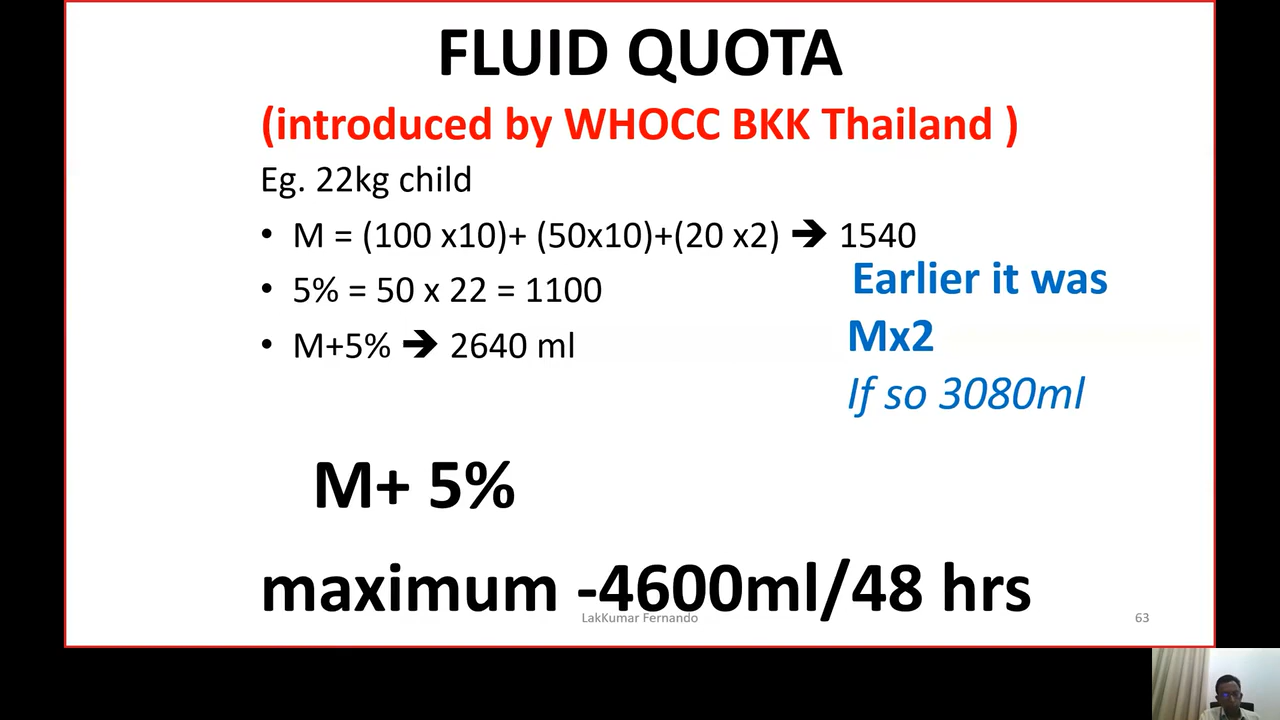 FLUID QUOTA
(introduced by WHOCC BKK Thailand )
Eg. 22kg child
• M = (100 x10)+ (50x10)+(20 x2) ➔ 1540
• 5% = 50 x 22 = 1100
• M+5% ➔ 2640 ml
Earlier it was
Mx2
If so 3080ml
M+ 5%
maximum -4600ml/48 hrs
LakKumar Fernando
63